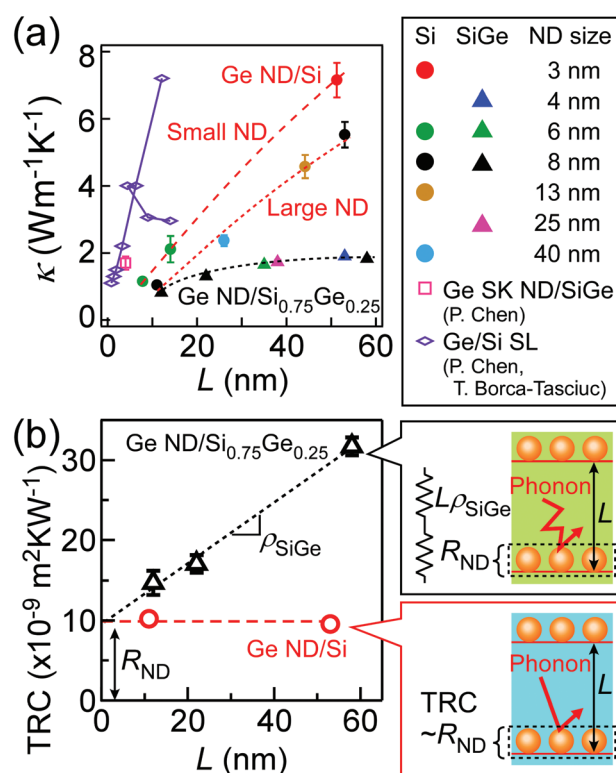 (a)
κ (Wm⁻¹K⁻¹)
8
6
4
2
0
Ge ND/Si
Small ND
Large ND
Ge ND/Si₀.₇₅Ge₀.₂₅
0 20 40 60
L (nm)
Si SiGe ND size
3 nm
4 nm
6 nm
8 nm
13 nm
25 nm
40 nm
Ge SK ND/SiGe
(P. Chen)
Ge/Si SL
(P. Chen,
T. Borca-Tasciuc)
(b)
TRC (x10⁻⁹ m²KW⁻¹)
30
20
10
0
Ge ND/Si₀.₇₅Ge₀.₂₅
ρSiGe
Ge ND/Si
RND
0 20 40 60
L (nm)
LρSiGe
RND
Phonon
L
TRC
~RND
Phonon
L